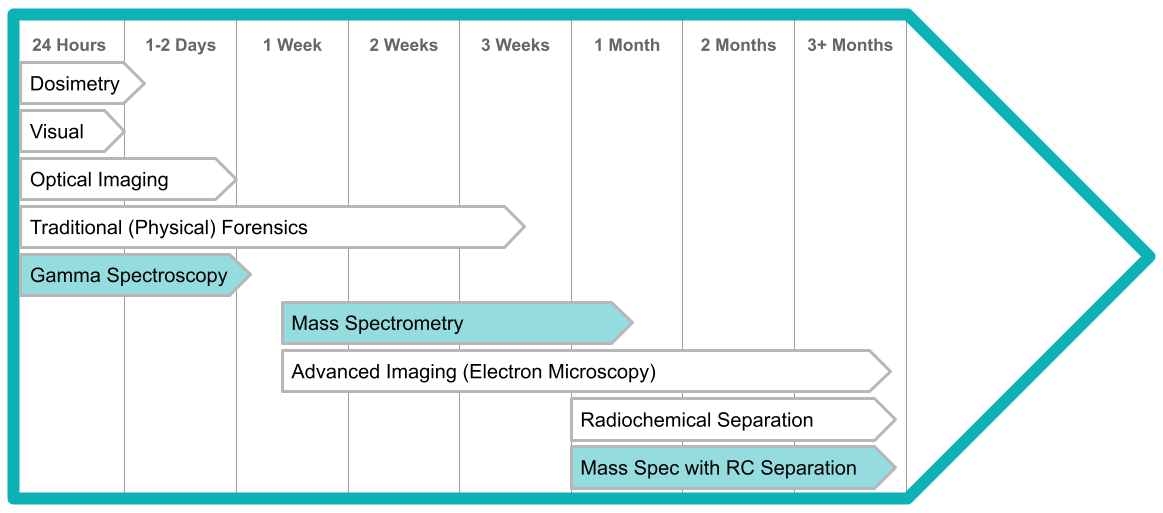 24 Hours 1-2 Days 1 Week 2 Weeks 3 Weeks 1 Month 2 Months 3+ Months
Dosimetry
Visual
Optical Imaging
Traditional (Physical) Forensics
Gamma Spectroscopy
Mass Spectrometry
Advanced Imaging (Electron Microscopy)
Radiochemical Separation
Mass Spec with RC Separation